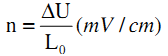 n = ΔU/L₀ (mV / cm)